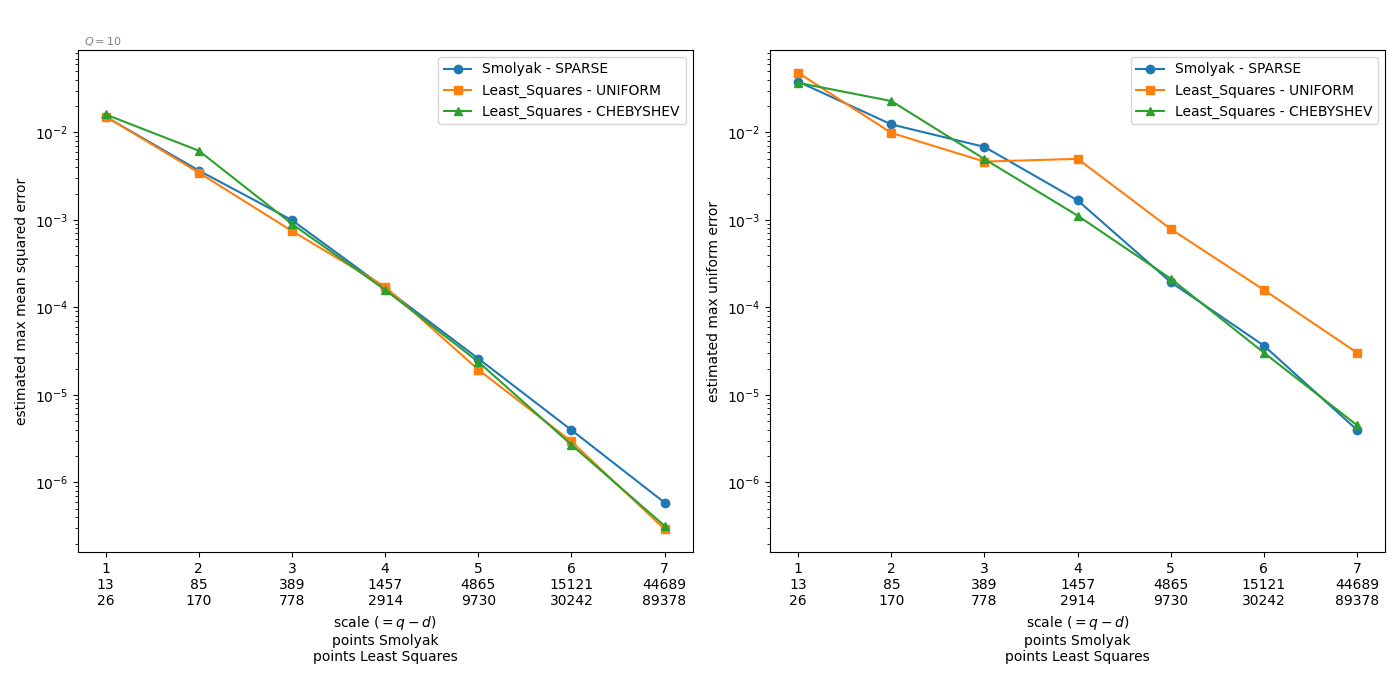 Q = 10
estimated max mean squared error
10⁻²
10⁻³
10⁻⁴
10⁻⁵
10⁻⁶
Smolyak - SPARSE
Least_Squares - UNIFORM
Least_Squares - CHEBYSHEV
1 2 3 4 5 6 7
13 85 389 1457 4865 15121 44689
26 170 778 2914 9730 30242 89378
scale (= q − d)
points Smolyak
points Least Squares
estimated max uniform error
10⁻²
10⁻³
10⁻⁴
10⁻⁵
10⁻⁶
Smolyak - SPARSE
Least_Squares - UNIFORM
Least_Squares - CHEBYSHEV
1 2 3 4 5 6 7
13 85 389 1457 4865 15121 44689
26 170 778 2914 9730 30242 89378
scale (= q − d)
points Smolyak
points Least Squares